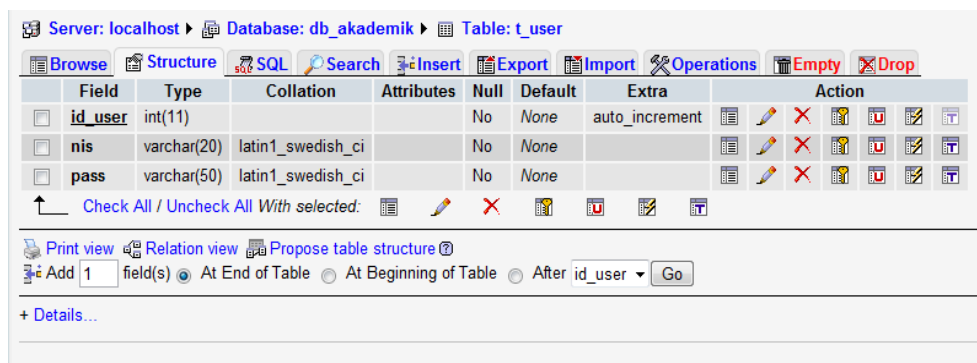 Server: localhost ▸ Database: db_akademik ▸ Table: t_user
Browse Structure SQL Search Insert Export Import Operations Empty Drop
Field Type Collation Attributes Null Default Extra Action
id_user int(11) No None auto_increment
nis varchar(20) latin1_swedish_ci No None
pass varchar(50) latin1_swedish_ci No None
Check All / Uncheck All With selected:
Print view Relation view Propose table structure
Add 1 field(s) At End of Table At Beginning of Table After id_user Go
+ Details...